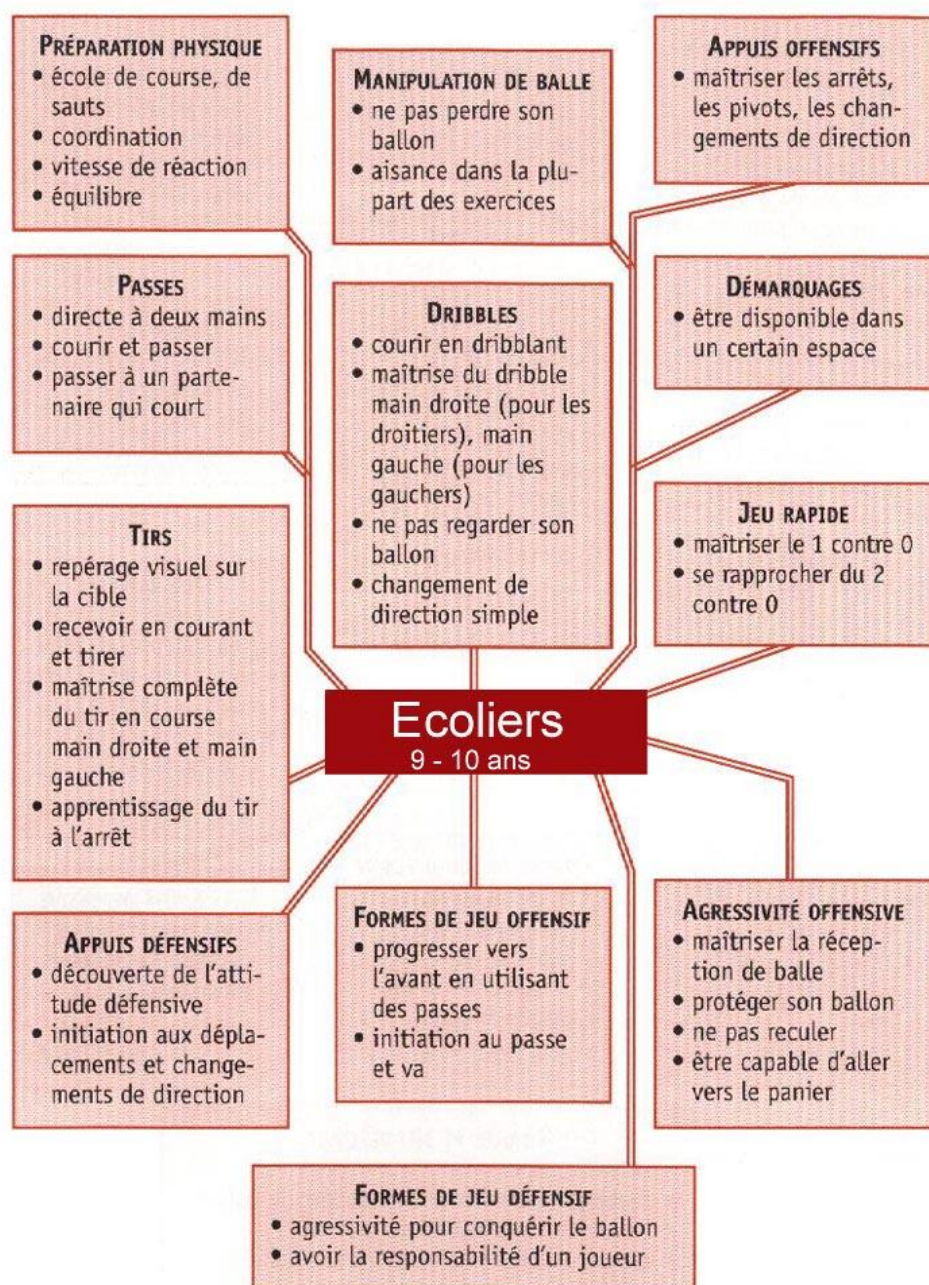 PRÉPARATION PHYSIQUE
• école de course, de
sauts
• coordination
• vitesse de réaction
• équilibre
MANIPULATION DE BALLE
• ne pas perdre son
ballon
• aisance dans la plu-
part des exercices
APPUIS OFFENSIFS
• maîtriser les arrêts,
les pivots, les chan-
gements de direction
PASSES
• directe à deux mains
• courir et passer
• passer à un parte-
naire qui court
DRIBBLES
• courir en dribblant
• maîtrise du dribble
main droite (pour les
droitiers), main
gauche (pour les
gauchers)
• ne pas regarder son
ballon
• changement de
direction simple
DÉMARQUAGES
• être disponible dans
un certain espace
TIRS
• repérage visuel sur
la cible
• recevoir en courant
et tirer
• maîtrise complète
du tir en course
main droite et main
gauche
• apprentissage du tir
à l'arrêt
JEU RAPIDE
• maîtriser le 1 contre 0
• se rapprocher du 2
contre 0
Ecoliers
9 - 10 ans
APPUIS DÉFENSIFS
• découverte de l'atti-
tude défensive
• initiation aux dépla-
cements et change-
ments de direction
FORMES DE JEU OFFENSIF
• progresser vers
l'avant en utilisant
des passes
• initiation au passe
et va
AGRESSIVITÉ OFFENSIVE
• maîtriser la récep-
tion de balle
• protéger son ballon
• ne pas reculer
• être capable d'aller
vers le panier
FORMES DE JEU DÉFENSIF
• agressivité pour conquérir le ballon
• avoir la responsabilité d'un joueur